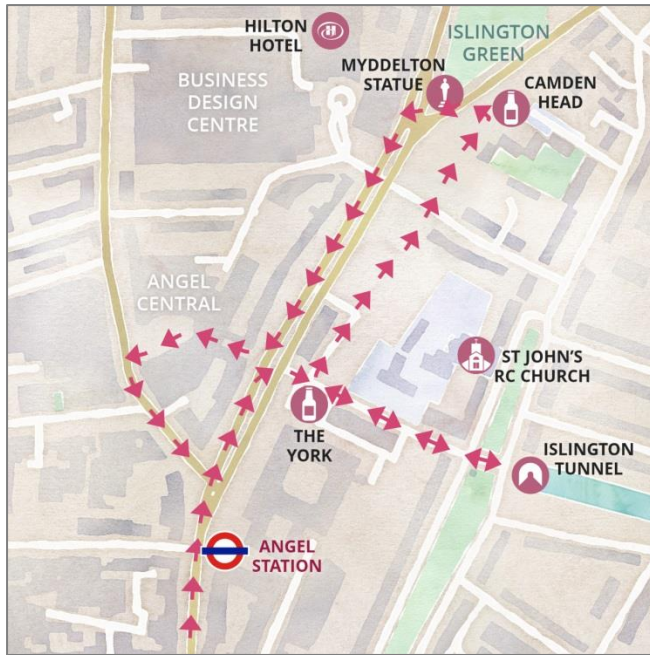 HILTON
HOTEL
ISLINGTON
GREEN
MYDDELTON
STATUE
CAMDEN
HEAD
BUSINESS
DESIGN
CENTRE
ANGEL
CENTRAL
ST JOHN'S
RC CHURCH
THE
YORK
ISLINGTON
TUNNEL
ANGEL
STATION